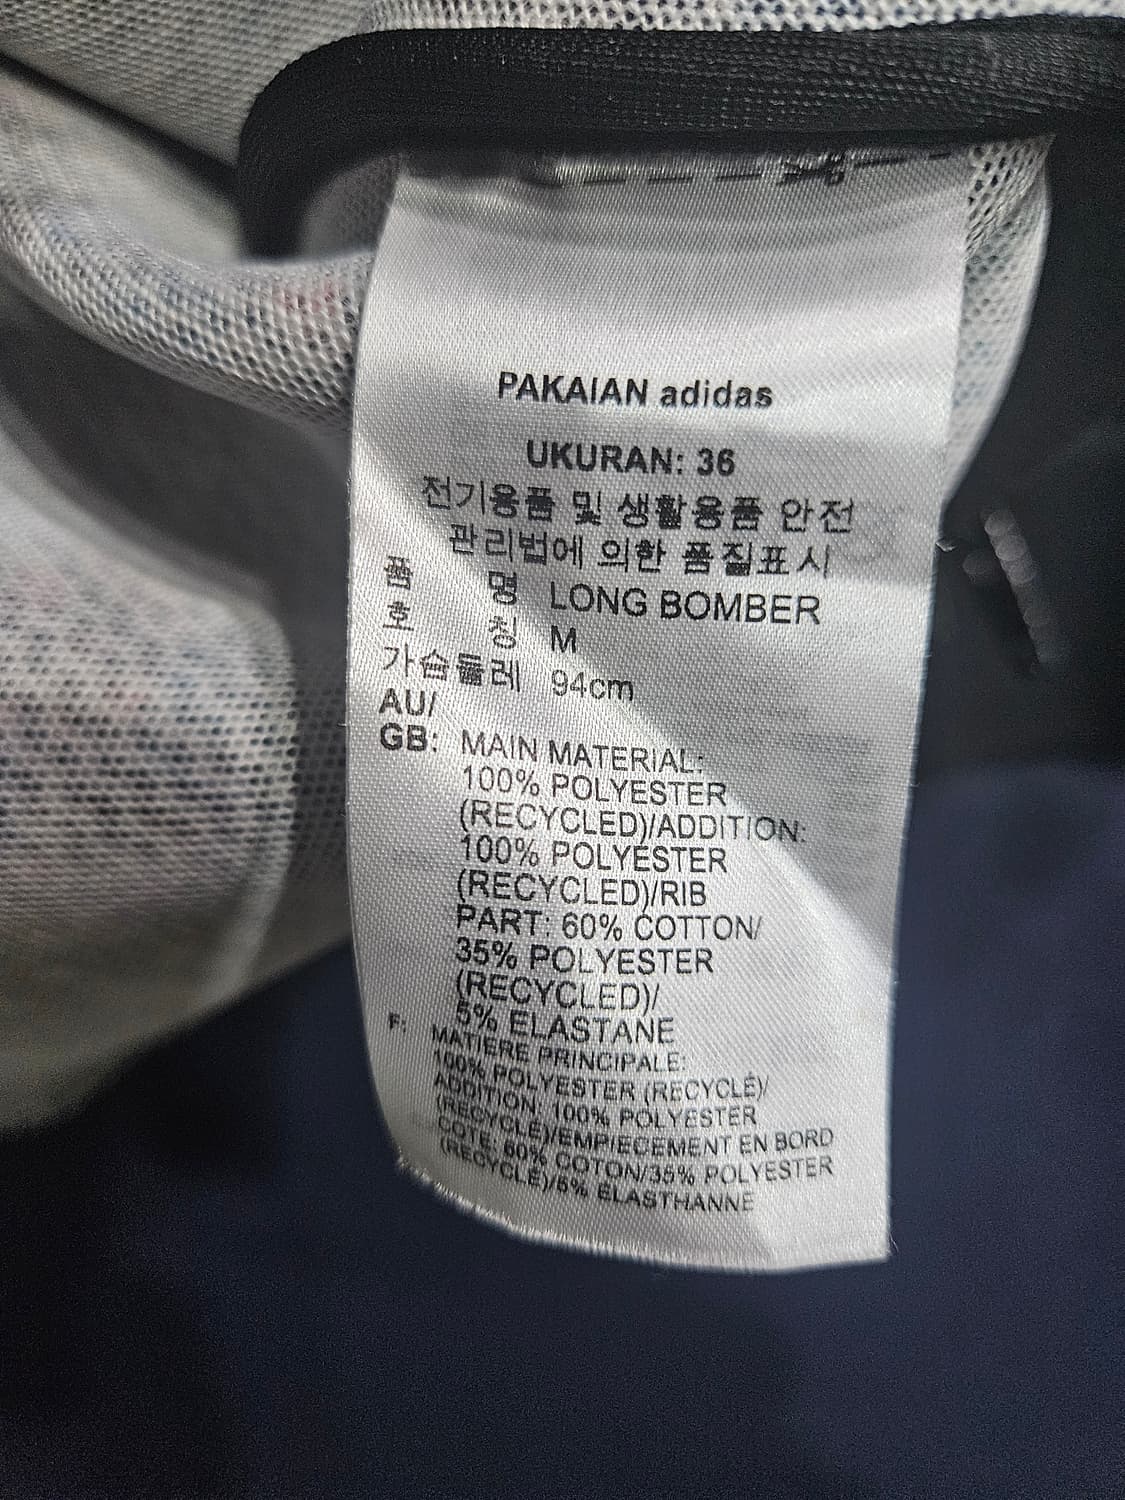 PAKAIAN adidas
UKURAN: 36
전기용품 및 생활용품 안전
관리법에 의한 품질표시
품 명 LONG BOMBER
호 칭 M
가슴둘레 94cm
AU/
GB: MAIN MATERIAL:
100% POLYESTER
(RECYCLED)/ADDITION:
100% POLYESTER
(RECYCLED)/RIB
PART: 60% COTTON/
35% POLYESTER
(RECYCLED)/
5% ELASTANE
F: MATIÈRE PRINCIPALE:
100% POLYESTER (RECYCLÉ)/
ADDITION: 100% POLYESTER
(RECYCLÉ)/EMPIECEMENT EN BORD
COTE: 60% COTON/35% POLYESTER
(RECYCLÉ)/5% ÉLASTHANNE